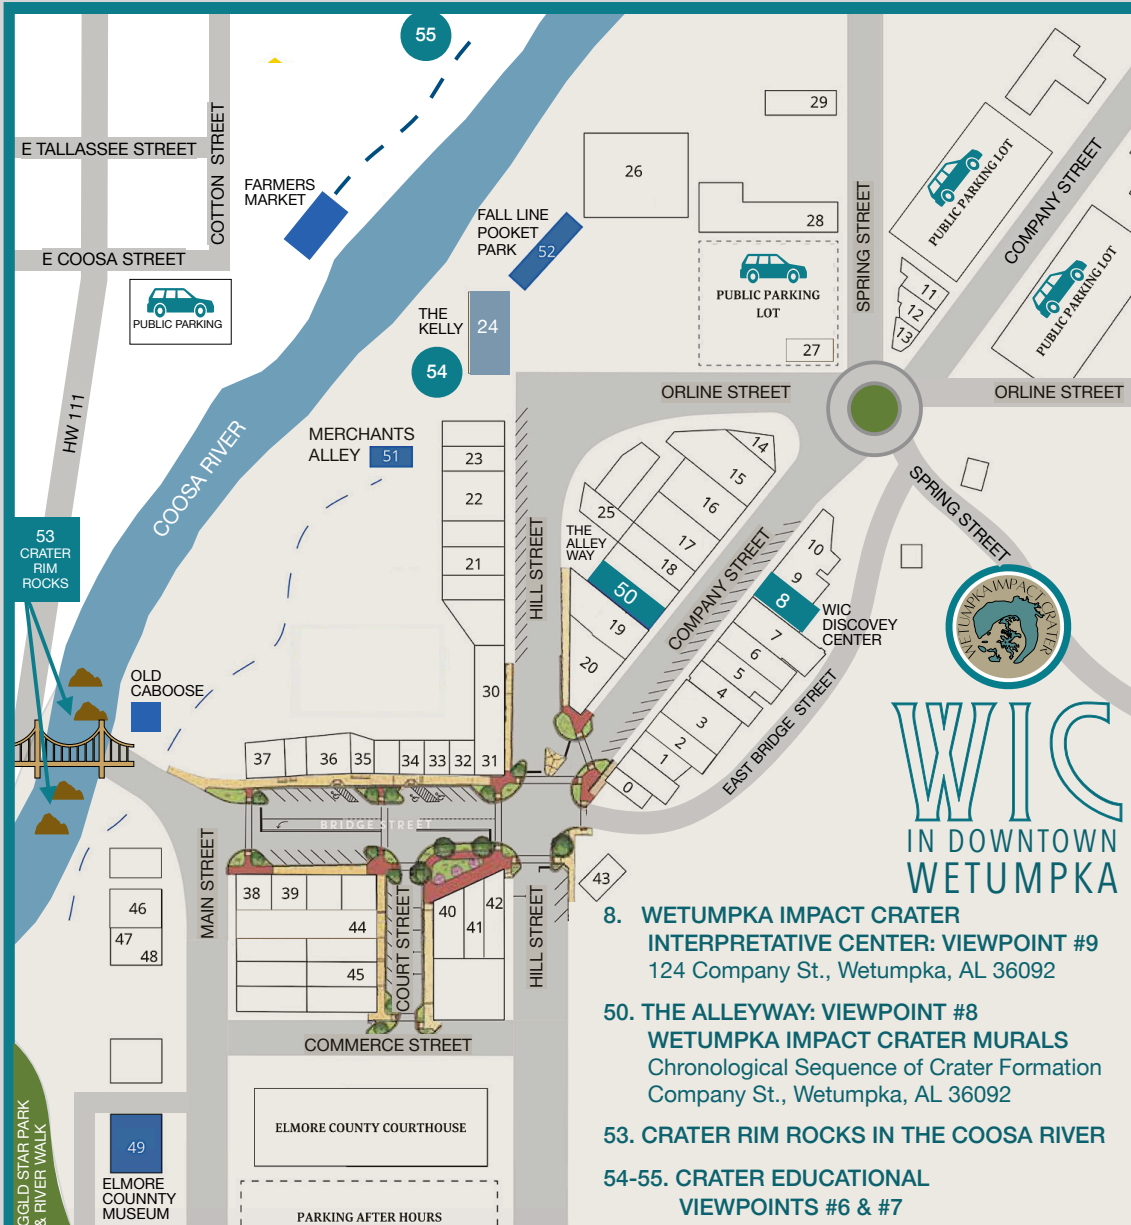 55
E TALLASSEE STREET
COTTON STREET
FARMERS
MARKET
E COOSA STREET
PUBLIC PARKING
HW 111
COOSA RIVER
FALL LINE
POOKET
PARK
52
THE
KELLY
24
54
26
29
28
PUBLIC PARKING
LOT
27
SPRING STREET
PUBLIC PARKING LOT
COMPANY STREET
PUBLIC PARKING LOT
11
12
13
ORLINE STREET
ORLINE STREET
MERCHANTS
ALLEY
51
23
22
21
30
HILL STREET
14
15
16
17
18
25
THE
ALLEY
WAY
50
19
20
COMPANY STREET
10
9
8
WIC
DISCOVEY
CENTER
7
6
5
4
3
2
1
0
SPRING STREET
EAST BRIDGE STREET
WETUMPKA IMPACT CRATER
53
CRATER
RIM
ROCKS
OLD
CABOOSE
37
36
35
34
33
32
31
BRIDGE STREET
MAIN STREET
38
39
44
45
COURT STREET
40
41
42
HILL STREET
43
46
47
48
COMMERCE STREET
ELMORE COUNTY COURTHOUSE
PARKING AFTER HOURS
49
ELMORE
COUNNTY
MUSEUM
GGLD STAR PARK
& RIVER WALK
WIC
IN DOWNTOWN
WETUMPKA
8. WETUMPKA IMPACT CRATER
INTERPRETATIVE CENTER: VIEWPOINT #9
124 Company St., Wetumpka, AL 36092
50. THE ALLEYWAY: VIEWPOINT #8
WETUMPKA IMPACT CRATER MURALS
Chronological Sequence of Crater Formation
Company St., Wetumpka, AL 36092
53. CRATER RIM ROCKS IN THE COOSA RIVER
54-55. CRATER EDUCATIONAL
VIEWPOINTS #6 & #7